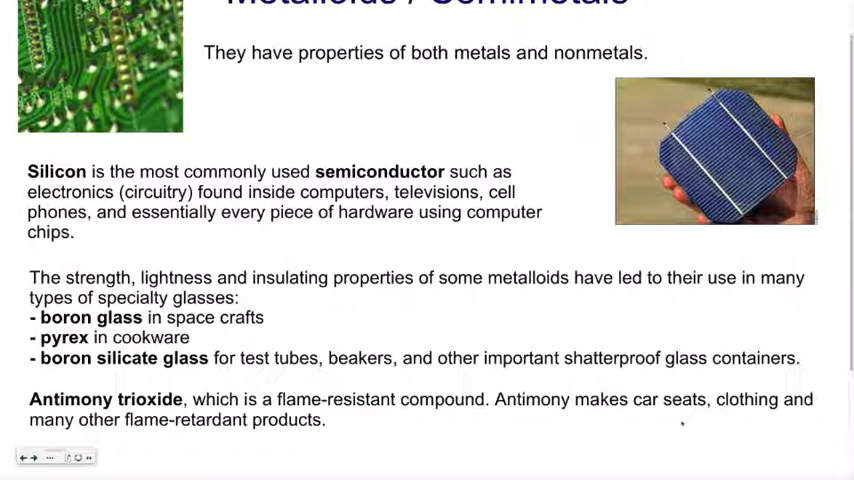 Metalloids / Semimetals
They have properties of both metals and nonmetals.
Silicon is the most commonly used semiconductor such as
electronics (circuitry) found inside computers, televisions, cell
phones, and essentially every piece of hardware using computer
chips.
The strength, lightness and insulating properties of some metalloids have led to their use in many
types of specialty glasses:
- boron glass in space crafts
- pyrex in cookware
- boron silicate glass for test tubes, beakers, and other important shatterproof glass containers.
Antimony trioxide, which is a flame-resistant compound. Antimony makes car seats, clothing and
many other flame-retardant products.